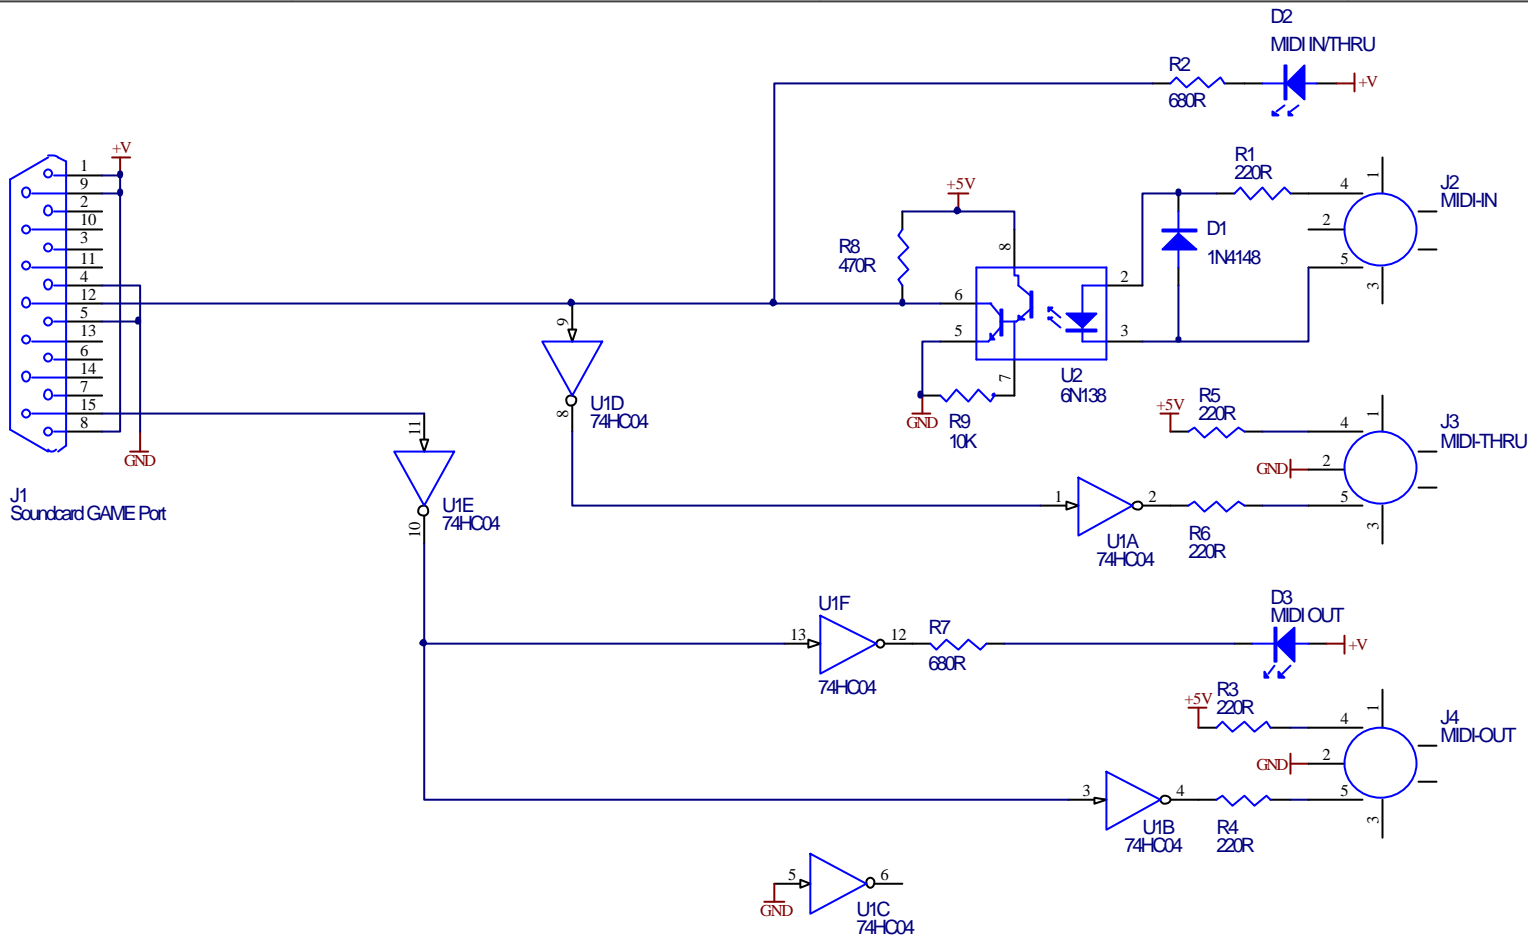 D2
MIDI IN/THRU
R2
680R
+V
+V
1
9
2
10
3
11
4
12
5
13
6
14
7
15
8
GND
J1
Soundcard GAME Port
R1
220R
4
1
2
5
3
J2
MIDI-IN
D1
1N4148
+5V
R8
470R
8
6
5
7
2
3
U2
6N138
GND
R9
10K
9
8
U1D
74HC04
11
10
U1E
74HC04
+5V
R5
220R
4
1
GND
2
5
3
J3
MIDI-THRU
1
2
U1A
74HC04
R6
220R
U1F
13
12
74HC04
R7
680R
D3
MIDI OUT
+V
+5V
R3
220R
4
1
GND
2
5
3
J4
MIDI-OUT
3
4
U1B
74HC04
R4
220R
5
6
GND
U1C
74HC04